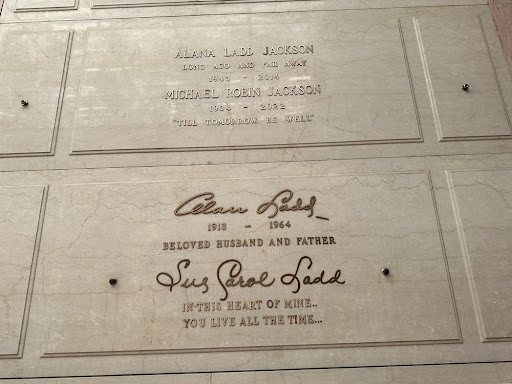 ALANA LADD JACKSON
LONG AGO AND FAR AWAY
1943 - 2014
MICHAEL ROBIN JACKSON
1938 - 2022
"TILL TOMORROW BE WELL"
Alan Ladd
1913 - 1964
BELOVED HUSBAND AND FATHER
Sue Carol Ladd
IN THIS HEART OF MINE..
YOU LIVE ALL THE TIME...